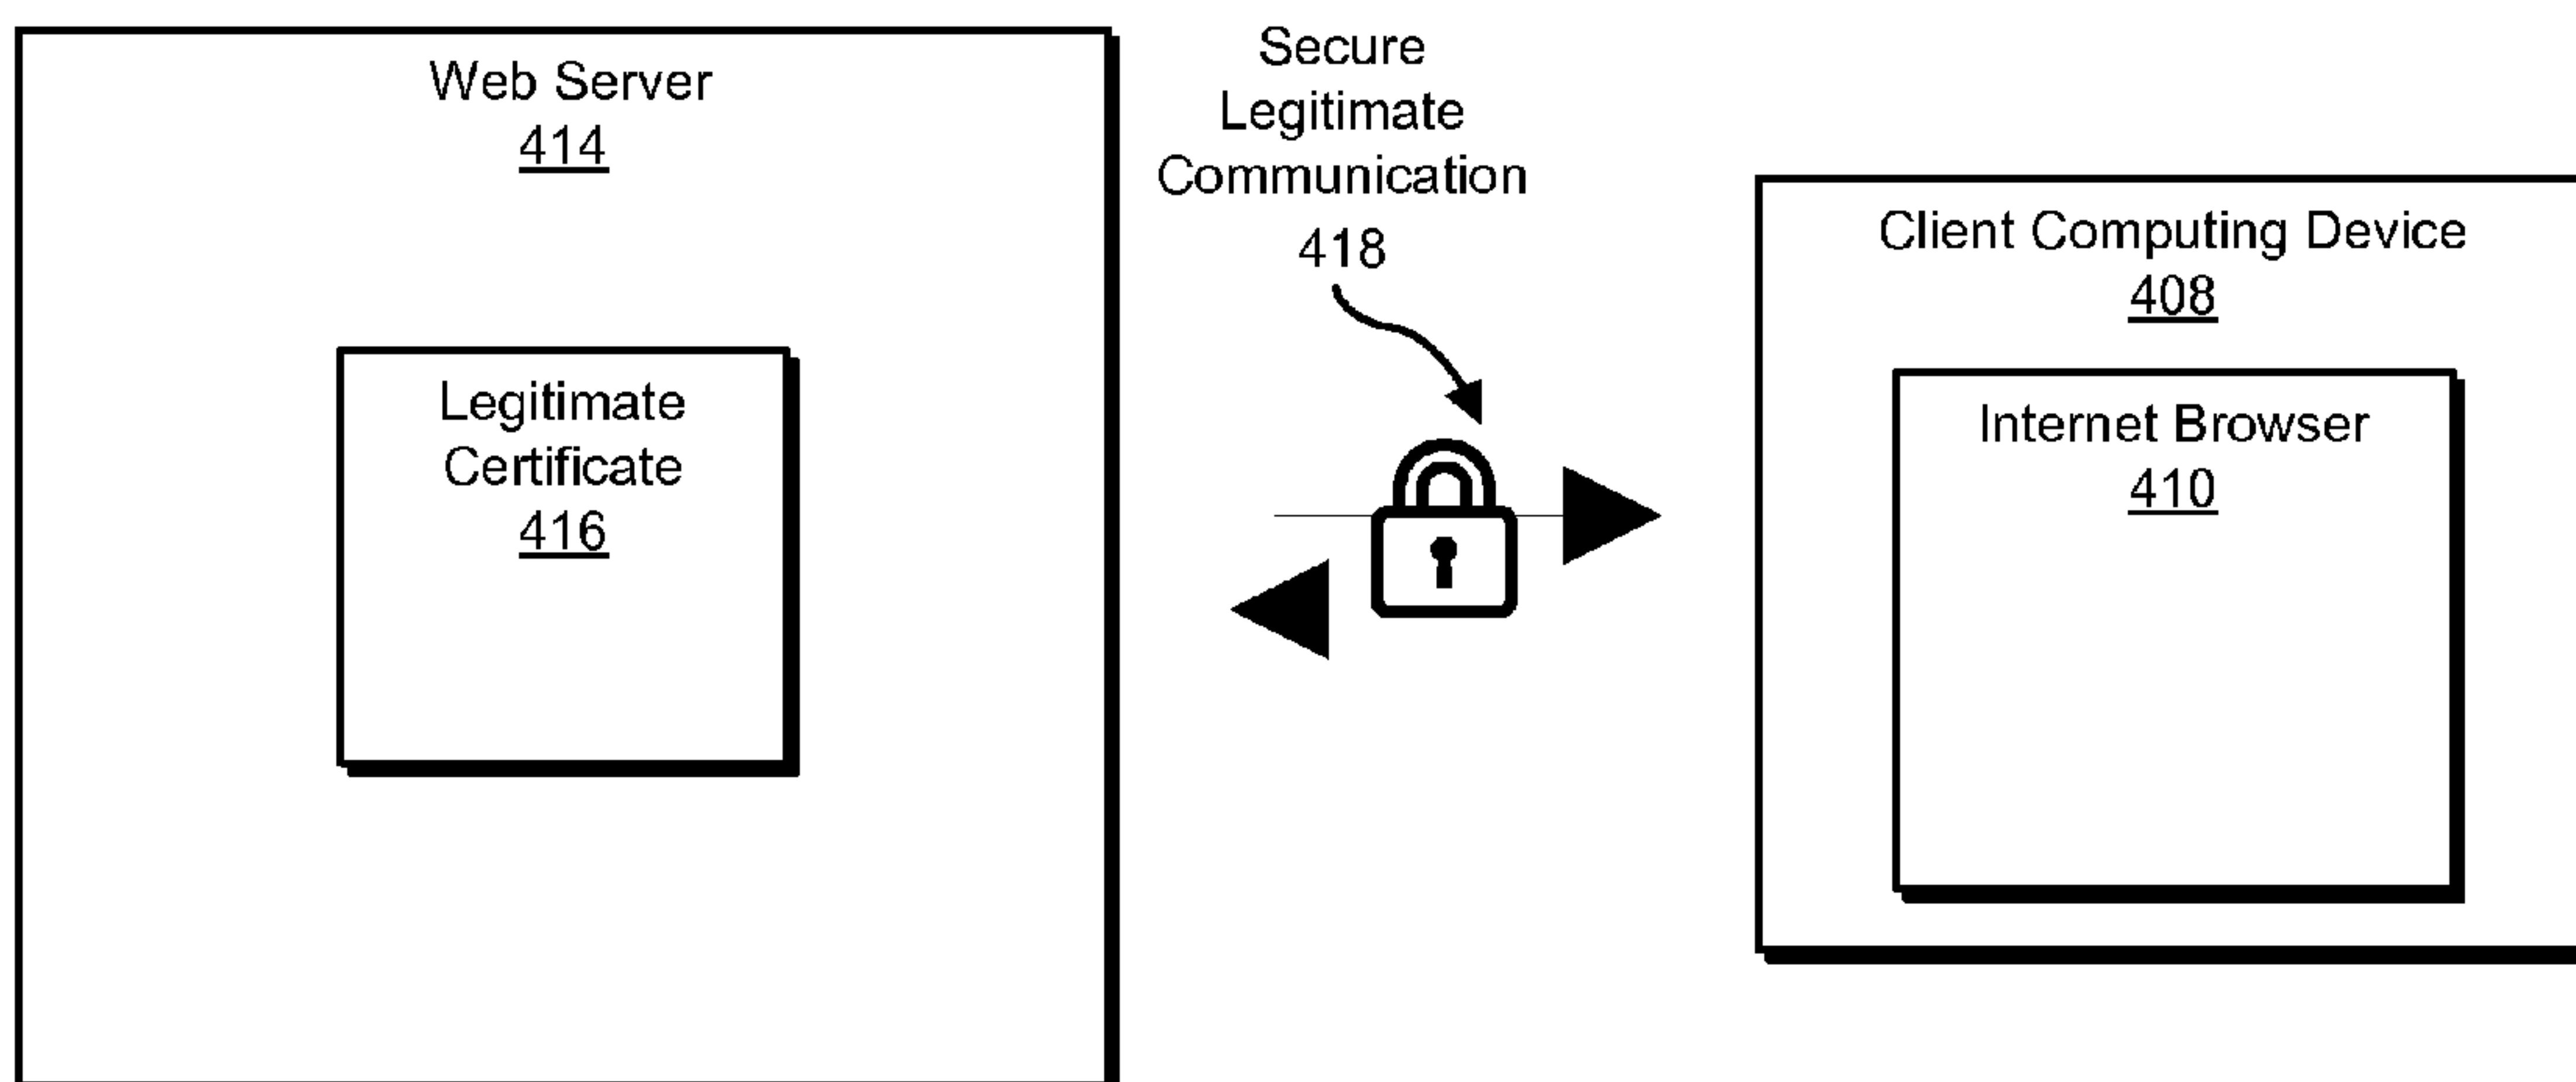 Web Server
414
Legitimate
Certificate
416
Secure
Legitimate
Communication
418
Client Computing Device
408
Internet Browser
410